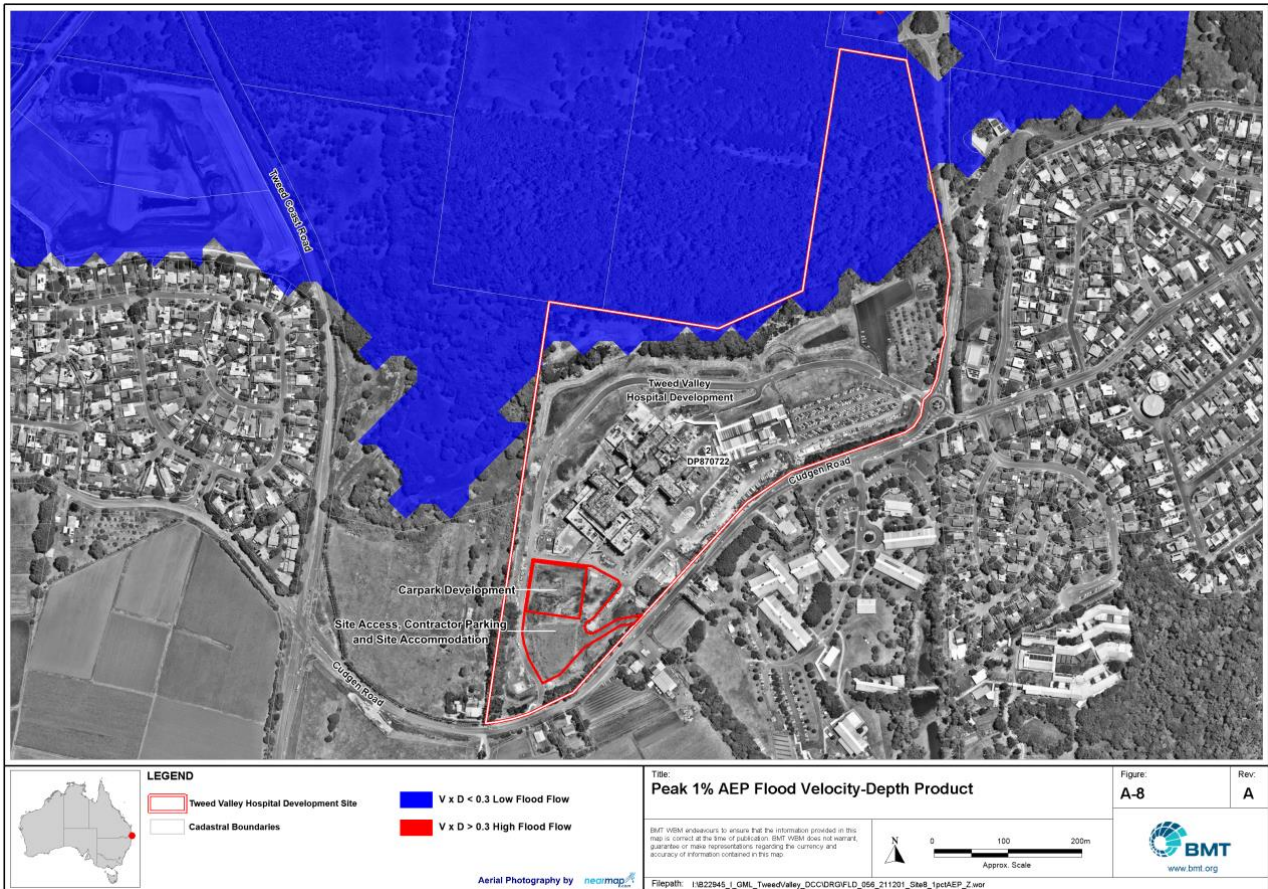 Tweed Coast Road
Tweed Valley
Hospital Development
2
DP870722
Cudgen Road
Carpark Development
Site Access, Contractor Parking
and Site Accommodation
Cudgen Road
LEGEND
Tweed Valley Hospital Development Site
Cadastral Boundaries
V x D < 0.3 Low Flood Flow
V x D > 0.3 High Flood Flow
Aerial Photography by nearmap.com
Title:
Peak 1% AEP Flood Velocity-Depth Product
BMT WBM endeavours to ensure that the information provided in this
map is correct at the time of publication. BMT WBM does not warrant,
guarantee or make representations regarding the currency and
accuracy of information contained in this map.
N
0 100 200m
Approx. Scale
Figure:
A-8
Rev:
A
BMT
www.bmt.org
Filepath: I:\B22945_I_GML_TweedValley_DCC\DRG\FLD_056_211201_Site8_1pctAEP_Z.wor